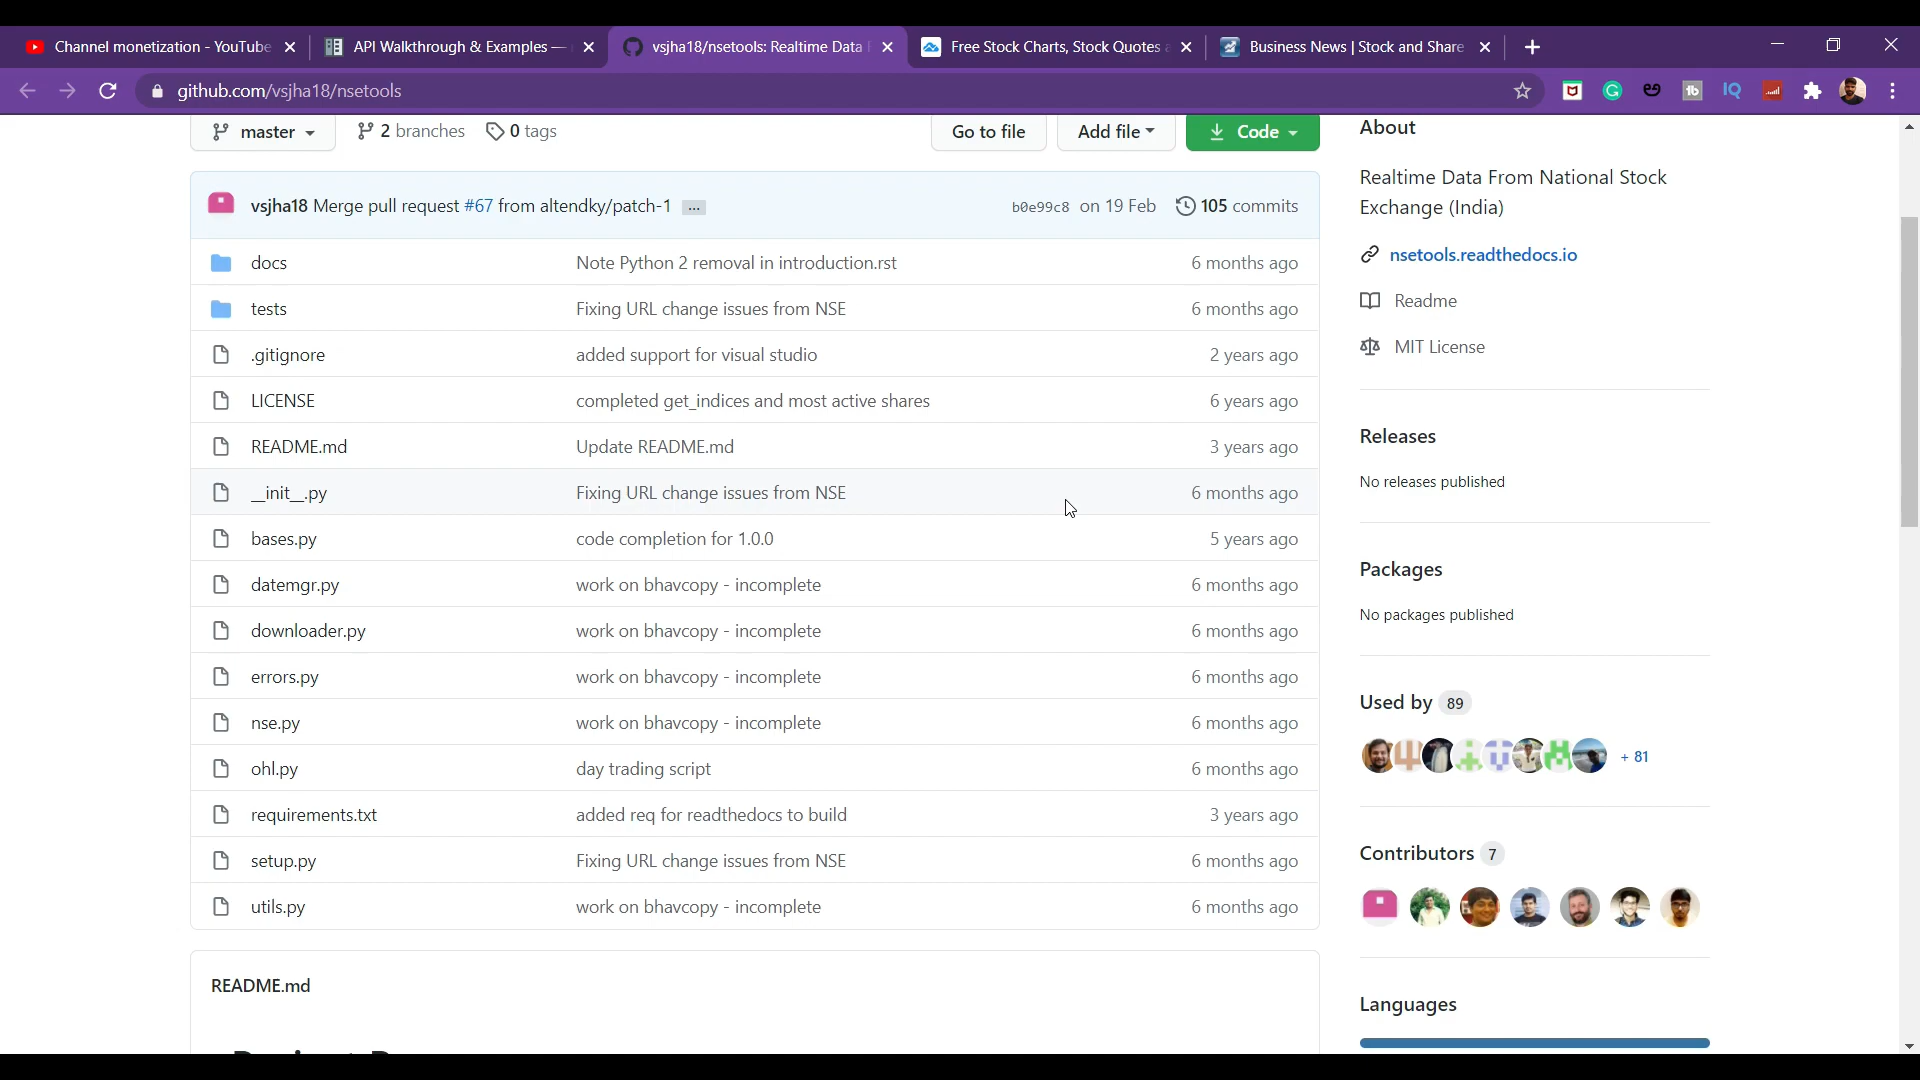 Channel monetization - YouTube
API Walkthrough & Examples —
vsjha18/nsetools: Realtime Data
Free Stock Charts, Stock Quotes
Business News | Stock and Share
github.com/vsjha18/nsetools
master
2 branches
0 tags
Go to file
Add file
Code
vsjha18 Merge pull request #67 from altendky/patch-1 ...
b0e99c8 on 19 Feb
105 commits
docs Note Python 2 removal in introduction.rst 6 months ago
tests Fixing URL change issues from NSE 6 months ago
.gitignore added support for visual studio 2 years ago
LICENSE completed get_indices and most active shares 6 years ago
README.md Update README.md 3 years ago
__init__.py Fixing URL change issues from NSE 6 months ago
bases.py code completion for 1.0.0 5 years ago
datemgr.py work on bhavcopy - incomplete 6 months ago
downloader.py work on bhavcopy - incomplete 6 months ago
errors.py work on bhavcopy - incomplete 6 months ago
nse.py work on bhavcopy - incomplete 6 months ago
ohl.py day trading script 6 months ago
requirements.txt added req for readthedocs to build 3 years ago
setup.py Fixing URL change issues from NSE 6 months ago
utils.py work on bhavcopy - incomplete 6 months ago
README.md
About
Realtime Data From National Stock
Exchange (India)
nsetools.readthedocs.io
Readme
MIT License
Releases
No releases published
Packages
No packages published
Used by 89
+ 81
Contributors 7
Languages